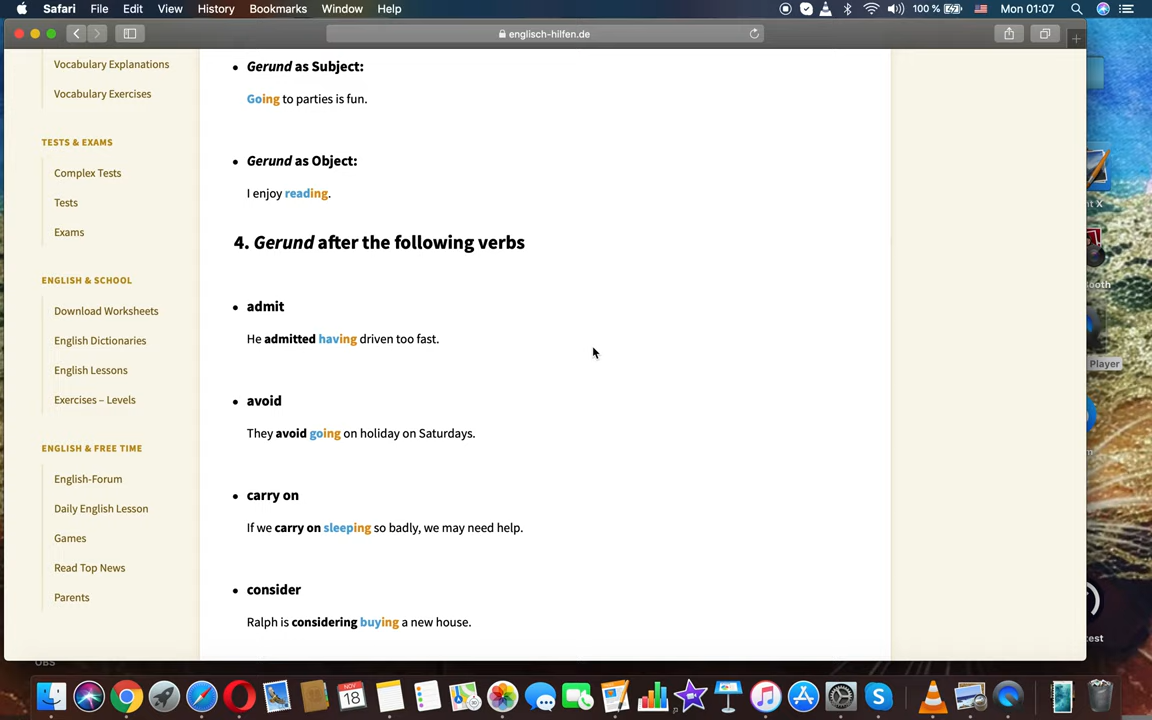 Safari File Edit View History Bookmarks Window Help 100 % Mon 01:07
englisch-hilfen.de
Vocabulary Explanations
Vocabulary Exercises
TESTS & EXAMS
Complex Tests
Tests
Exams
ENGLISH & SCHOOL
Download Worksheets
English Dictionaries
English Lessons
Exercises – Levels
ENGLISH & FREE TIME
English-Forum
Daily English Lesson
Games
Read Top News
Parents
• Gerund as Subject:
Going to parties is fun.
• Gerund as Object:
I enjoy reading.
4. Gerund after the following verbs
• admit
He admitted having driven too fast.
• avoid
They avoid going on holiday on Saturdays.
• carry on
If we carry on sleeping so badly, we may need help.
• consider
Ralph is considering buying a new house.
Player
OBS
NOV
18